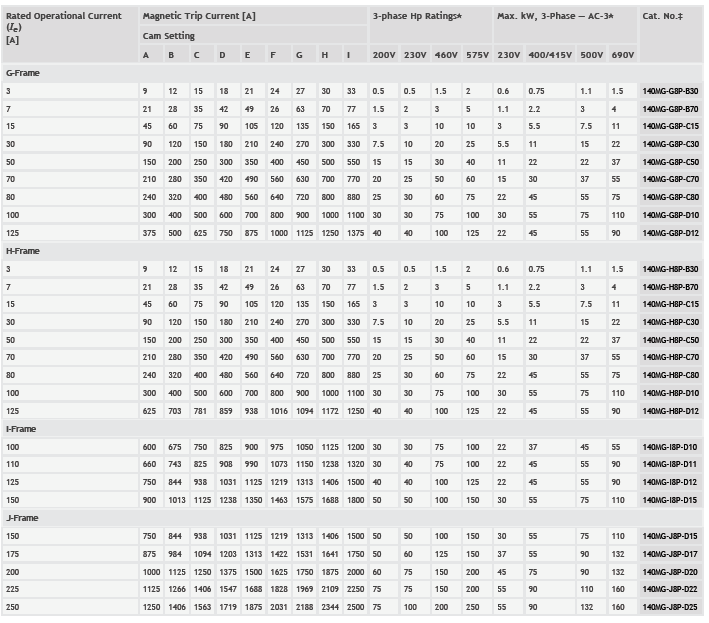 Rated Operational Current Magnetic Trip Current [A] 3-phase Hp Ratings* Max. kW, 3-Phase — AC-3* Cat. No.‡
(Ie)
[A] Cam Setting
A B C D E F G H I 200V 230V 460V 575V 230V 400/415V 500V 690V
G-Frame
3 9 12 15 18 21 24 27 30 33 0.5 0.5 1.5 2 0.6 0.75 1.1 1.5 140MG-G8P-B30
7 21 28 35 42 49 26 63 70 77 1.5 2 3 5 1.1 2.2 3 4 140MG-G8P-B70
15 45 60 75 90 105 120 135 150 165 3 3 10 10 3 5.5 7.5 11 140MG-G8P-C15
30 90 120 150 180 210 240 270 300 330 7.5 10 20 25 5.5 11 15 22 140MG-G8P-C30
50 150 200 250 300 350 400 450 500 550 15 15 30 40 11 22 22 37 140MG-G8P-C50
70 210 280 350 420 490 560 630 700 770 20 25 50 60 15 30 37 55 140MG-G8P-C70
80 240 320 400 480 560 640 720 800 880 25 30 60 75 22 45 55 75 140MG-G8P-C80
100 300 400 500 600 700 800 900 1000 1100 30 30 75 100 30 55 75 110 140MG-G8P-D10
125 375 500 625 750 875 1000 1125 1250 1375 40 40 100 125 22 45 55 90 140MG-G8P-D12
H-Frame
3 9 12 15 18 21 24 27 30 33 0.5 0.5 1.5 2 0.6 0.75 1.1 1.5 140MG-H8P-B30
7 21 28 35 42 49 26 63 70 77 1.5 2 3 5 1.1 2.2 3 4 140MG-H8P-B70
15 45 60 75 90 105 120 135 150 165 3 3 10 10 3 5.5 7.5 11 140MG-H8P-C15
30 90 120 150 180 210 240 270 300 330 7.5 10 20 25 5.5 11 15 22 140MG-H8P-C30
50 150 200 250 300 350 400 450 500 550 15 15 30 40 11 22 22 37 140MG-H8P-C50
70 210 280 350 420 490 560 630 700 770 20 25 50 60 15 30 37 55 140MG-H8P-C70
80 240 320 400 480 560 640 720 800 880 25 30 60 75 22 45 55 75 140MG-H8P-C80
100 300 400 500 600 700 800 900 1000 1100 30 30 75 100 30 55 75 110 140MG-H8P-D10
125 625 703 781 859 938 1016 1094 1172 1250 40 40 100 125 22 45 55 90 140MG-H8P-D12
I-Frame
100 600 675 750 825 900 975 1050 1125 1200 30 30 75 100 22 37 45 55 140MG-I8P-D10
110 660 743 825 908 990 1073 1150 1238 1320 30 40 75 100 22 45 55 90 140MG-I8P-D11
125 750 844 938 1031 1125 1219 1313 1406 1500 40 40 100 125 22 45 55 90 140MG-I8P-D12
150 900 1013 1125 1238 1350 1463 1575 1688 1800 50 50 100 150 30 55 75 110 140MG-I8P-D15
J-Frame
150 750 844 938 1031 1125 1219 1313 1406 1500 50 50 100 150 30 55 75 110 140MG-J8P-D15
175 875 984 1094 1203 1313 1422 1531 1641 1750 50 60 125 150 37 55 90 132 140MG-J8P-D17
200 1000 1125 1250 1375 1500 1625 1750 1875 2000 60 75 150 200 45 75 90 132 140MG-J8P-D20
225 1125 1266 1406 1547 1688 1828 1969 2109 2250 75 75 150 200 55 90 110 160 140MG-J8P-D22
250 1250 1406 1563 1719 1875 2031 2188 2344 2500 75 100 200 250 55 90 132 160 140MG-J8P-D25